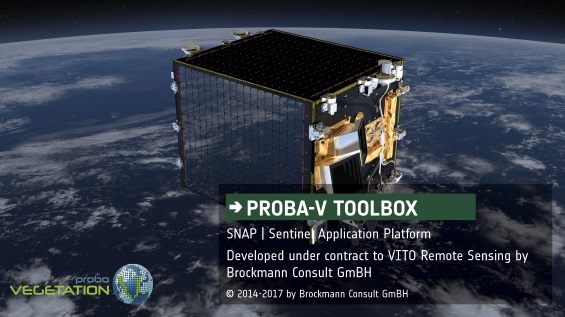 ➔ PROBA-V TOOLBOX
SNAP | Sentinel Application Platform
Developed under contract to VITO Remote Sensing by
Brockmann Consult GmBH
© 2014-2017 by Brockmann Consult GmBH
proba
VEGETATION